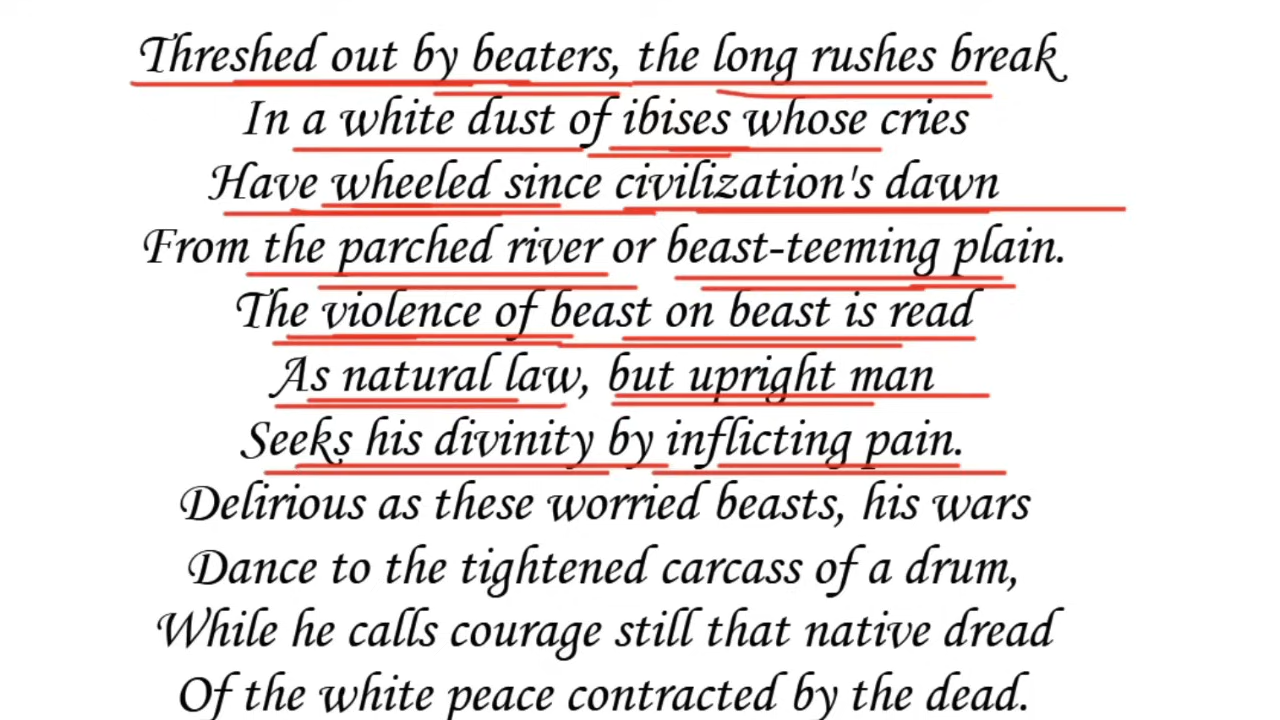 Threshed out by beaters, the long rushes break
In a white dust of ibises whose cries
Have wheeled since civilization's dawn
From the parched river or beast-teeming plain.
The violence of beast on beast is read
As natural law, but upright man
Seeks his divinity by inflicting pain.
Delirious as these worried beasts, his wars
Dance to the tightened carcass of a drum,
While he calls courage still that native dread
Of the white peace contracted by the dead.